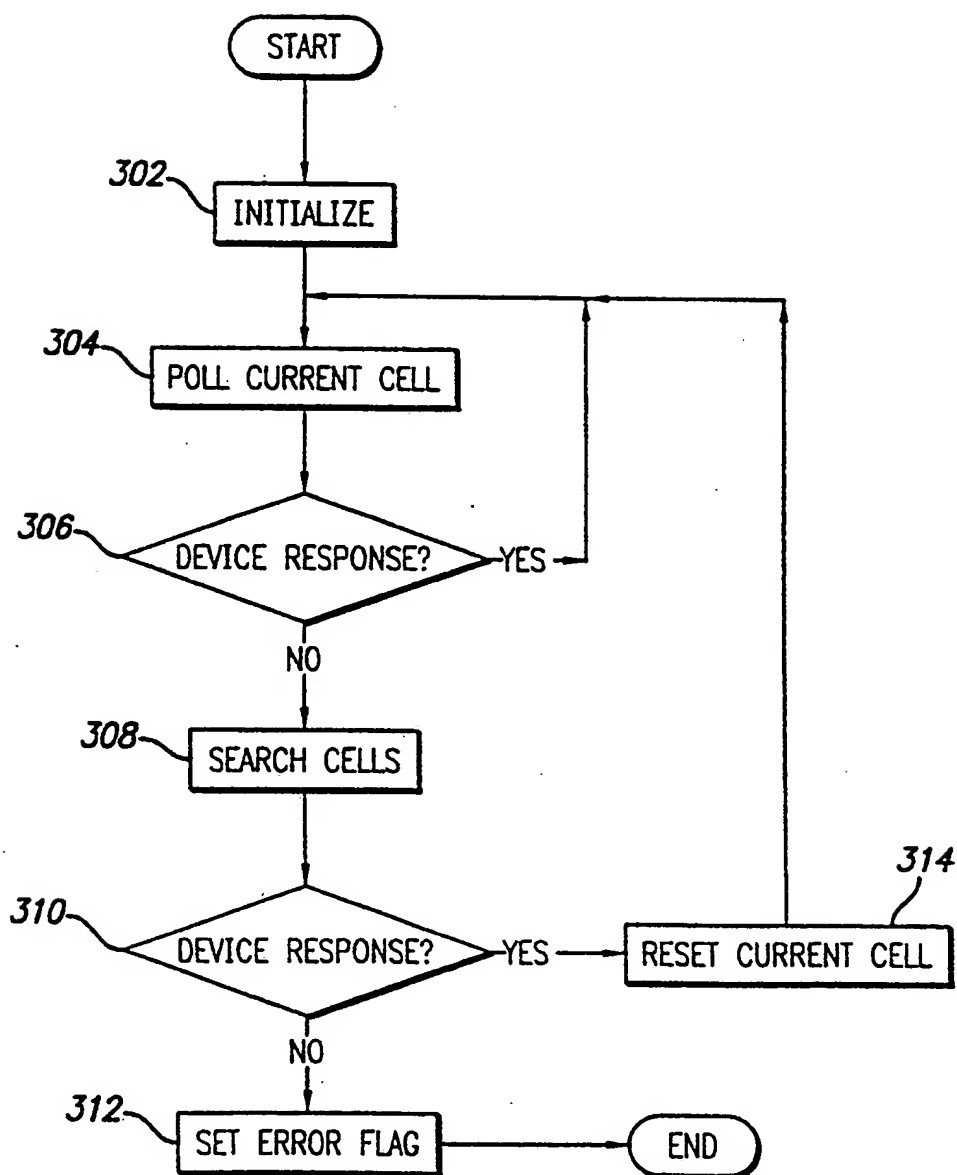 START
302
INITIALIZE
304
POLL CURRENT CELL
306
DEVICE RESPONSE?
YES
NO
308
SEARCH CELLS
310
DEVICE RESPONSE?
YES
314
RESET CURRENT CELL
NO
312
SET ERROR FLAG
END